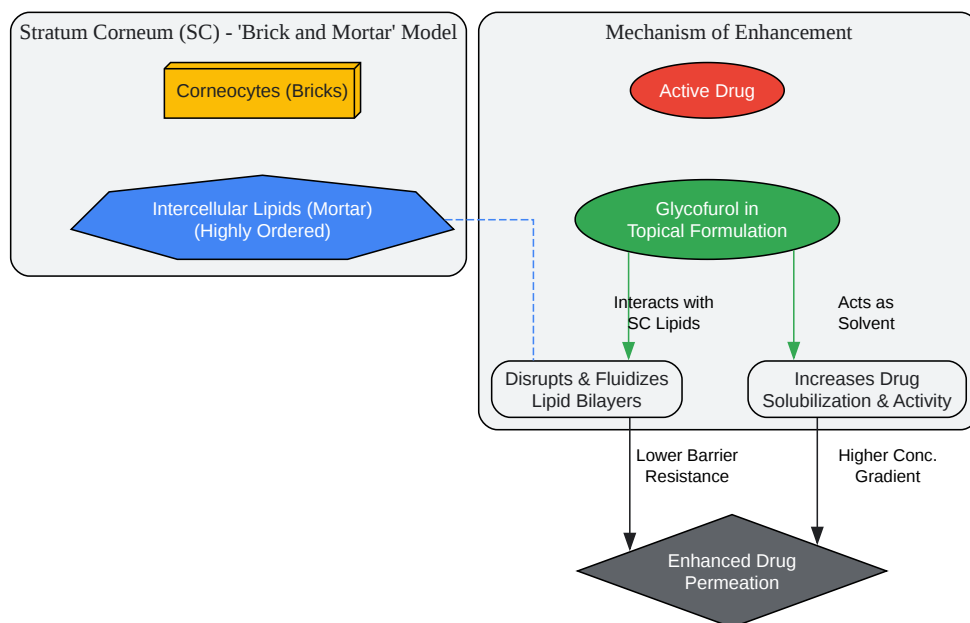 Stratum Corneum (SC) - 'Brick and Mortar' Model
Corneocytes (Bricks)
Intercellular Lipids (Mortar)
(Highly Ordered)
Mechanism of Enhancement
Active Drug
Glycofurol in
Topical Formulation
Interacts with
SC Lipids
Acts as
Solvent
Disrupts & Fluidizes
Lipid Bilayers
Increases Drug
Solubilization & Activity
Lower Barrier
Resistance
Higher Conc.
Gradient
Enhanced Drug
Permeation